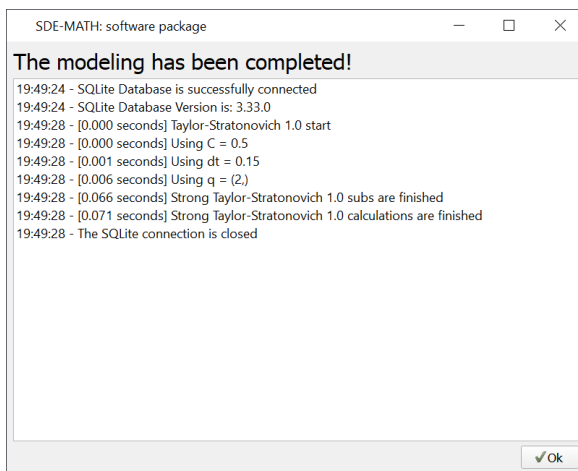 SDE-MATH: software package
The modeling has been completed!
19:49:24 - SQLite Database is successfully connected
19:49:24 - SQLite Database Version is: 3.33.0
19:49:28 - [0.000 seconds] Taylor-Stratonovich 1.0 start
19:49:28 - [0.000 seconds] Using C = 0.5
19:49:28 - [0.001 seconds] Using dt = 0.15
19:49:28 - [0.006 seconds] Using q = (2,)
19:49:28 - [0.066 seconds] Strong Taylor-Stratonovich 1.0 subs are finished
19:49:28 - [0.071 seconds] Strong Taylor-Stratonovich 1.0 calculations are finished
19:49:28 - The SQLite connection is closed
Ok